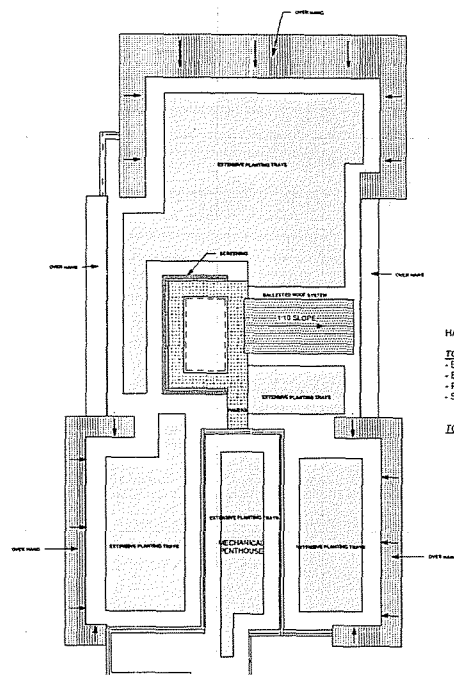 OVER HANG
EXTENSIVE PLANTING TRAYS
SCREENING
OVER HANG
OVER HANG
BALLASTED ROOF SYSTEM
1:10 SLOPE
EXTENSIVE PLANTING TRAYS
PAVERS
EXTENSIVE PLANTING TRAYS
MECHANICAL
PENTHOUSE
EXTENSIVE PLANTING TRAYS
EXTENSIVE PLANTING TRAYS
OVER HANG
OVER HANG